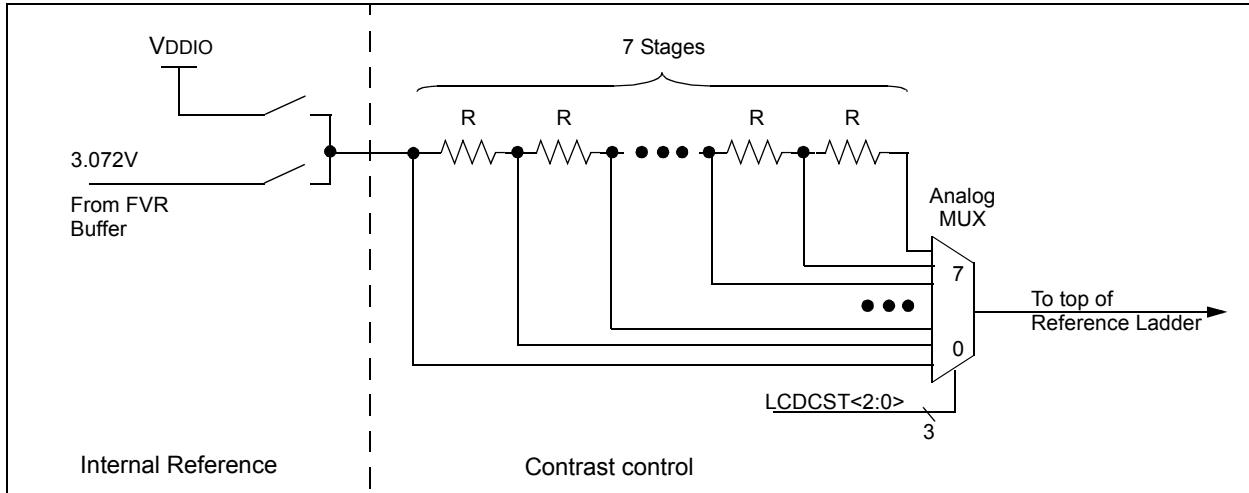 VDDIO
7 Stages
R
R
R
R
3.072V
From FVR
Buffer
Analog
MUX
7
0
To top of
Reference Ladder
LCDCST<2:0>
3
Internal Reference
Contrast control